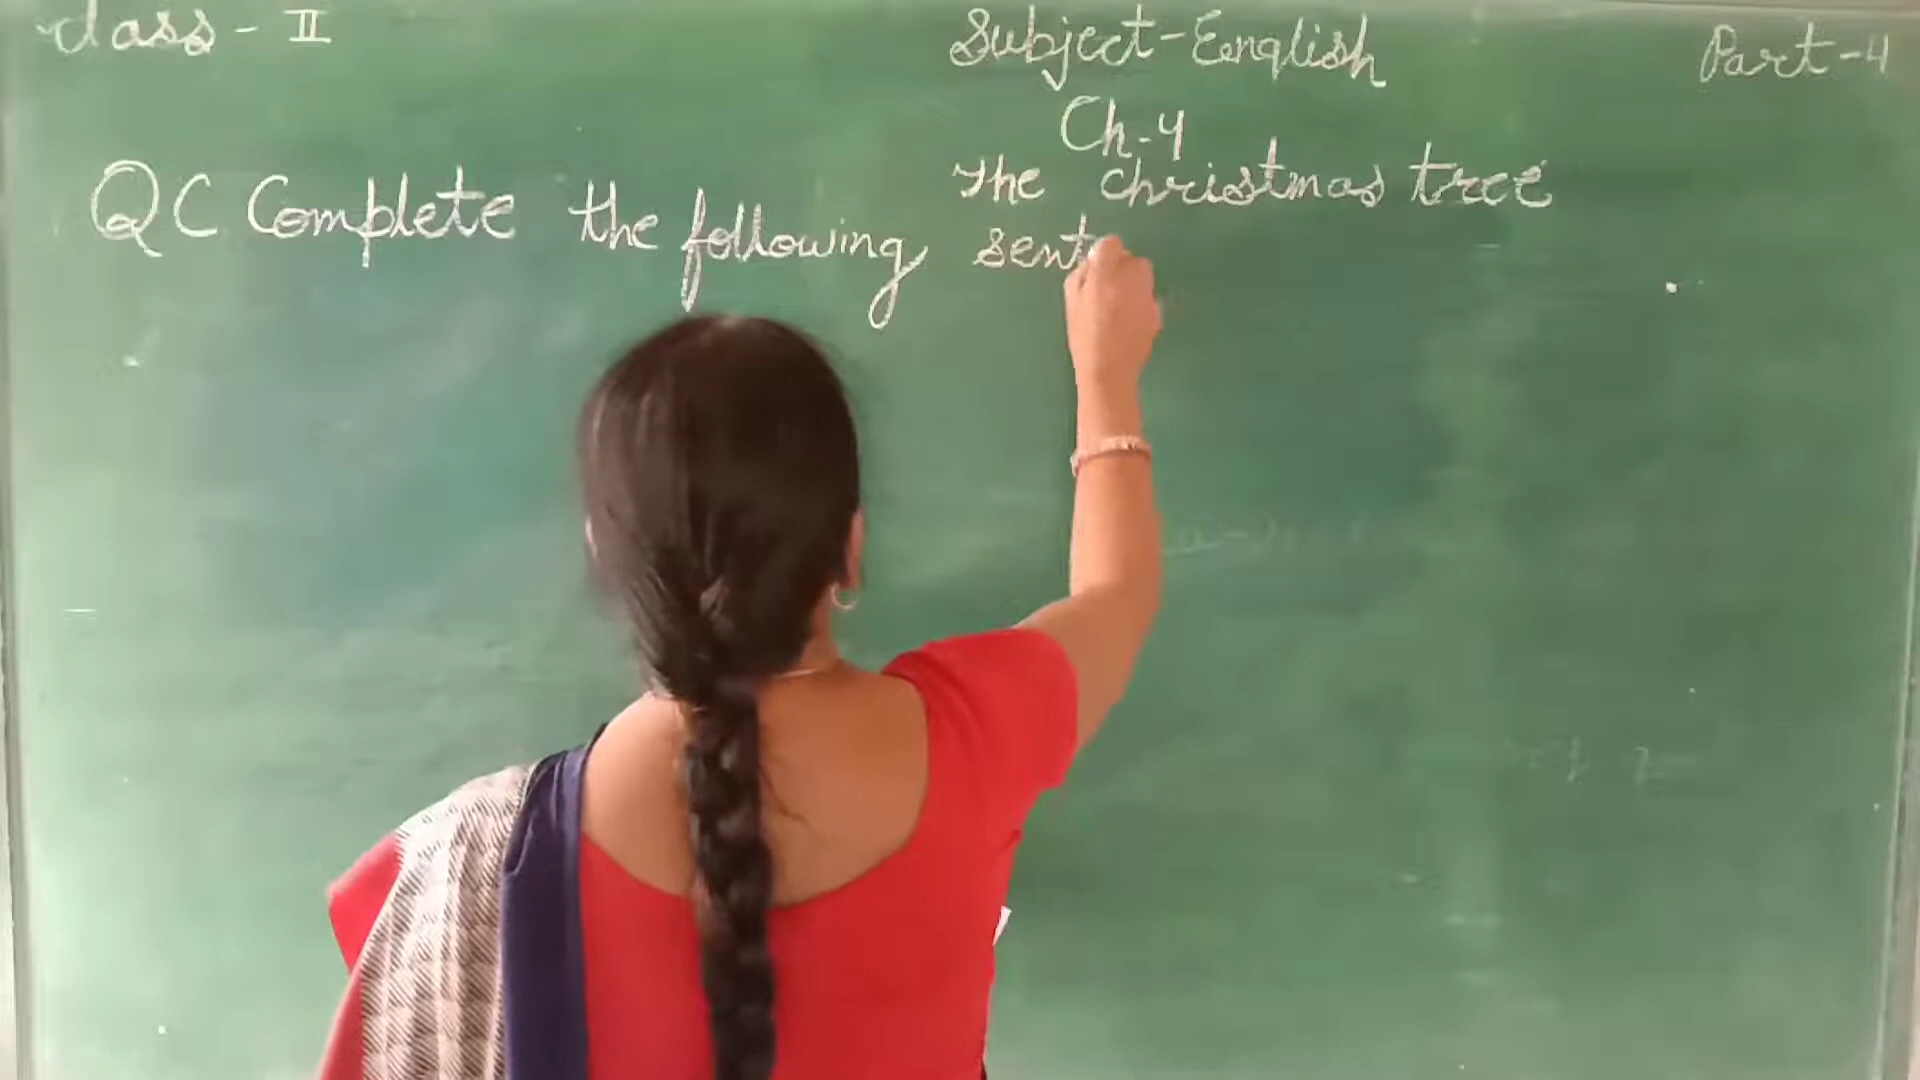 Class - II
Subject - English
Part - 4
Ch - 4
The christmas tree
QC Complete the following sent